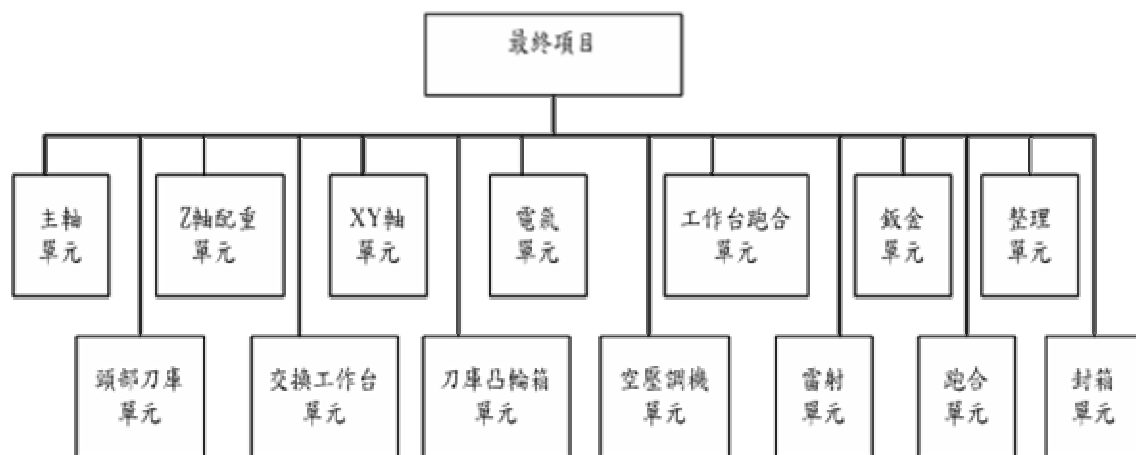 最終項目
主軸
單元
Z軸配重
單元
XY軸
單元
電氣
單元
工作台跑合
單元
鈑金
單元
整理
單元
頭部刀庫
單元
交換工作台
單元
刀庫凸輪箱
單元
空壓調機
單元
雷射
單元
跑合
單元
封箱
單元